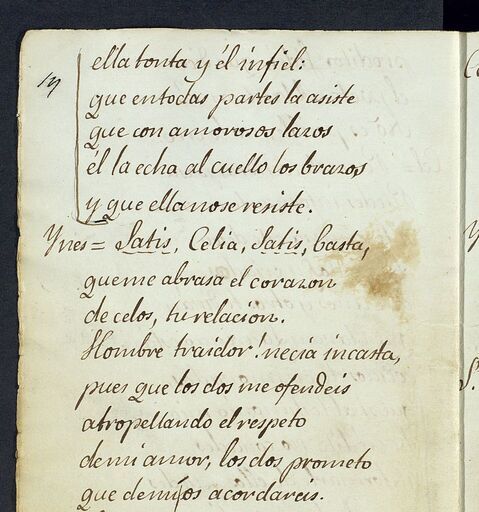 ella tonta y él infiel:
que en todas partes la asiste
que con amorosos lazos
él la echa al cuello los brazos
y que ella no se resiste.
Ynes = Satis, Celia, Satis, basta,
que me abrasa el corazon
de celos, tu relacion.
Hombre traidor! necia incasta,
pues que los dos me ofendeis
atropellando el respeto
de mi amor, los dos prometo
que de mi os acordareis.